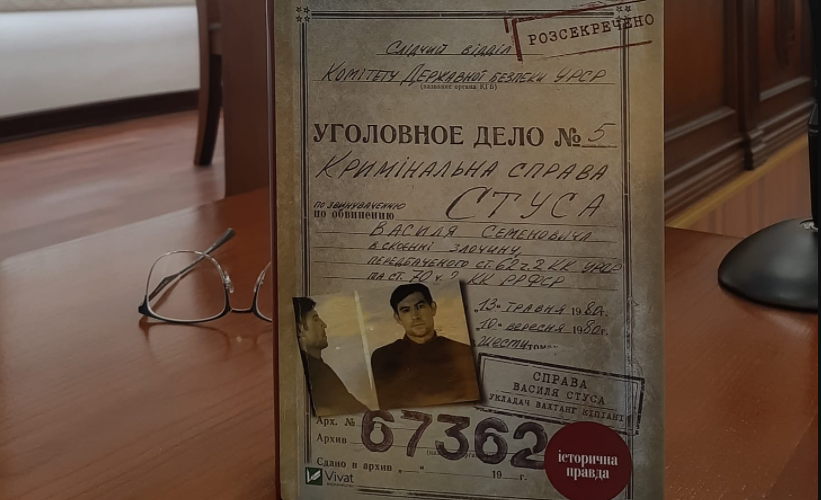 РОЗСЕКРЕЧЕНО
Слідчий відділ
Комітету Державної безпеки УРСР
(название органа КГБ)
УГОЛОВНОЕ ДЕЛО № 5
Кримінальна справа
по звинуваченню СТУСА
по обвинению
Василя Семеновича
в скоєнні злочину,
передбаченого ст. 62 ч. 2 КК УРСР
та ст. 70 ч. 2 КК РРФСР
„13" травня 1980 г.
„10" вересня 1980 г.
Шести томах
СПРАВА
ВАСИЛЯ СТУСА
УКЛАДАЧ ВАХТАНГ КІПІАНІ
Арх. № 67362
Архив
Сдано в архив „ " 19 г.
історична
правда
Vivat